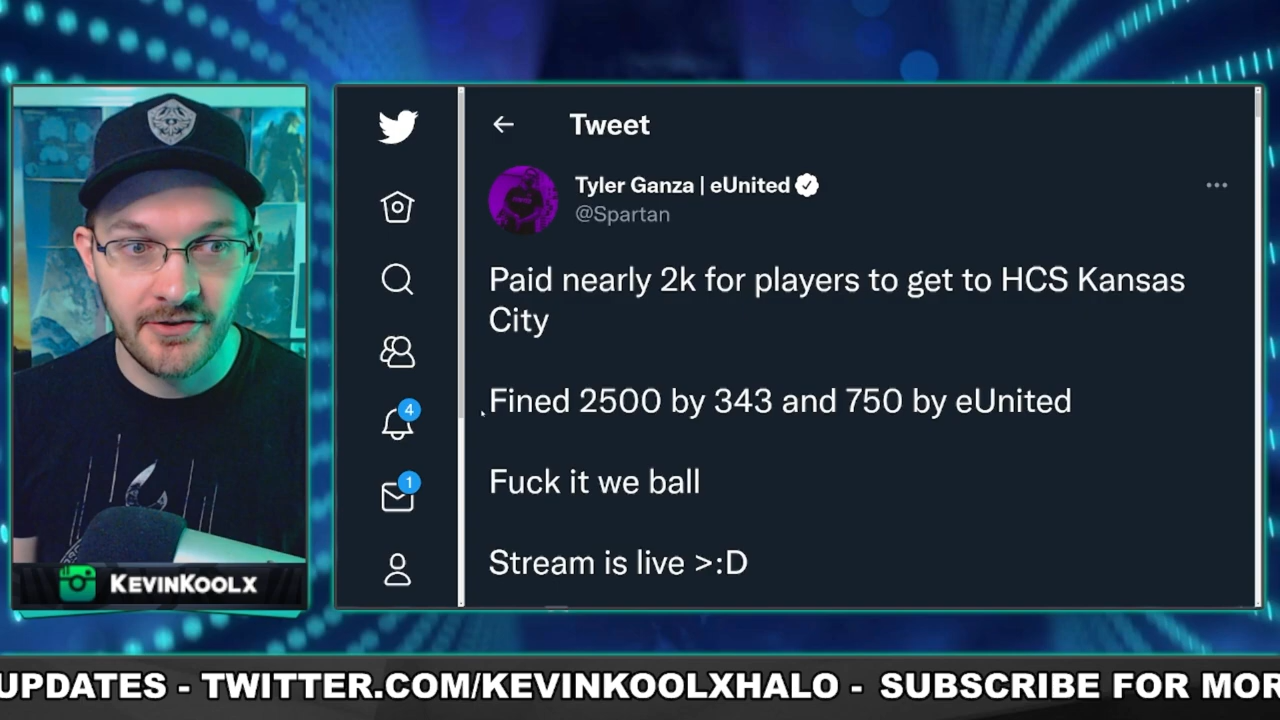 Tweet
Tyler Ganza | eUnited
@Spartan
Paid nearly 2k for players to get to HCS Kansas
City
Fined 2500 by 343 and 750 by eUnited
Fuck it we ball
Stream is live >:D
4
1
KEVINKOOLX
UPDATES - TWITTER.COM/KEVINKOOLXHALO - SUBSCRIBE FOR MOR